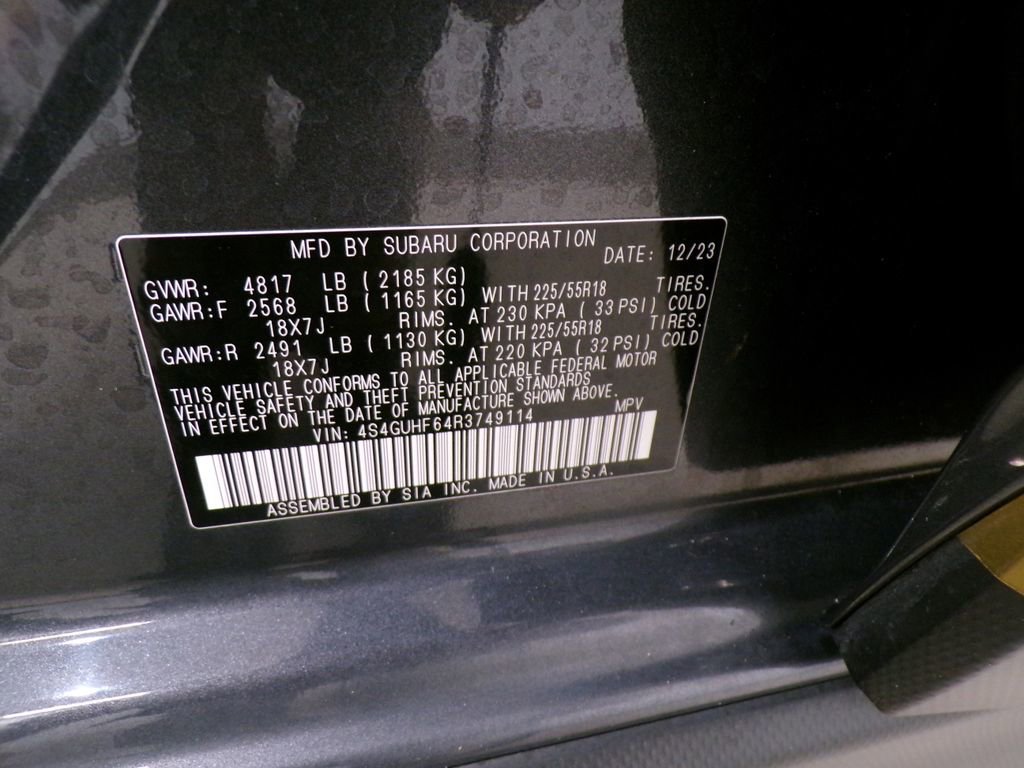 MFD BY SUBARU CORPORATION DATE: 12/23
GVWR: 4817 LB ( 2185 KG)
GAWR:F 2568 LB ( 1165 KG) WITH 225/55R18 TIRES.
18X7J RIMS. AT 230 KPA ( 33 PSI) COLD
GAWR:R 2491 LB ( 1130 KG) WITH 225/55R18 TIRES.
18X7J RIMS. AT 220 KPA ( 32 PSI) COLD
THIS VEHICLE CONFORMS TO ALL APPLICABLE FEDERAL MOTOR
VEHICLE SAFETY AND THEFT PREVENTION STANDARDS
IN EFFECT ON THE DATE OF MANUFACTURE SHOWN ABOVE.
VIN: 4S4GUHF64R3749114 MPV
ASSEMBLED BY SIA INC. MADE IN U.S.A.